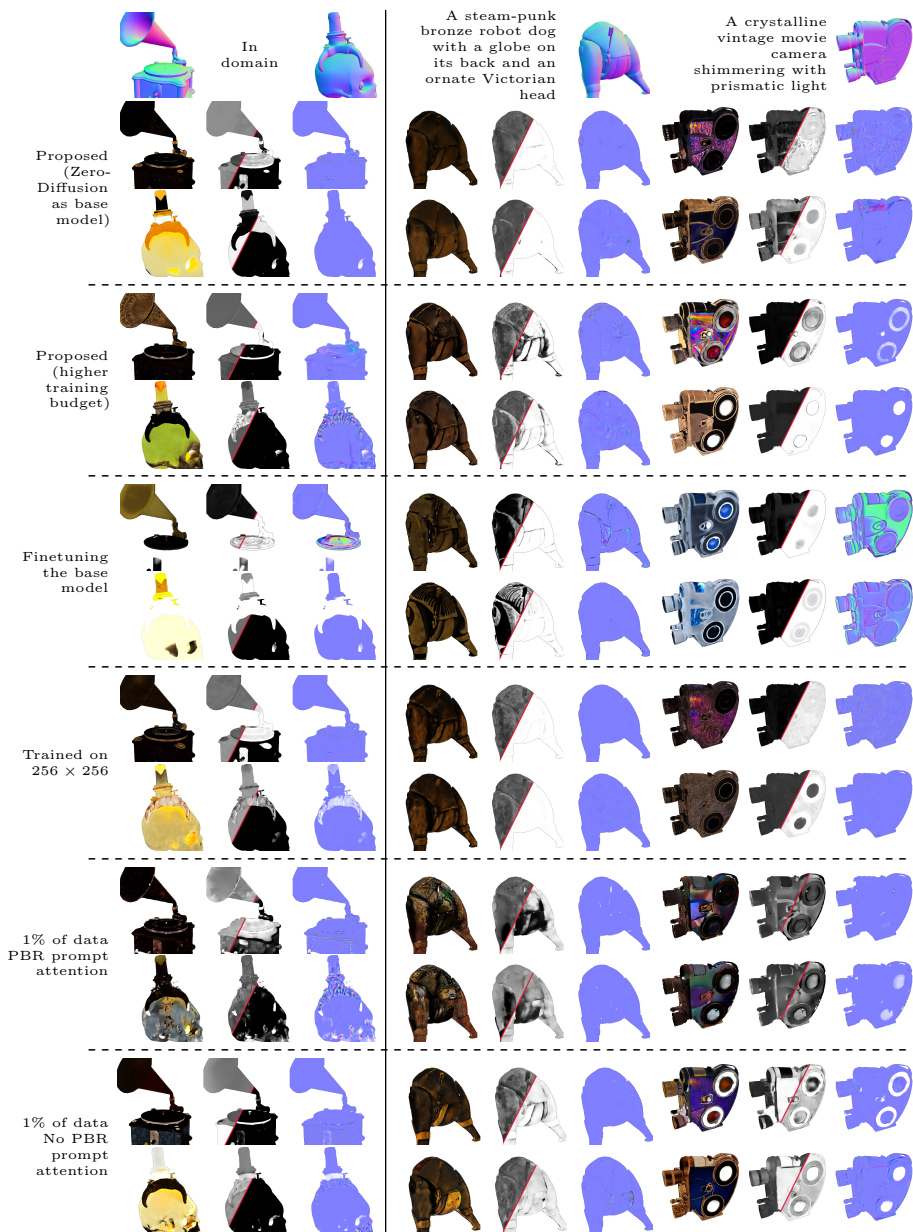 In
domain
A steam-punk
bronze robot dog
with a globe on
its back and an
ornate Victorian
head
A crystalline
vintage movie
camera
shimmering with
prismatic light
Proposed
(Zero-
Diffusion
as base
model)
Proposed
(higher
training
budget)
Finetuning
the base
model
Trained on
256 × 256
1% of data
PBR prompt
attention
1% of data
No PBR
prompt
attention